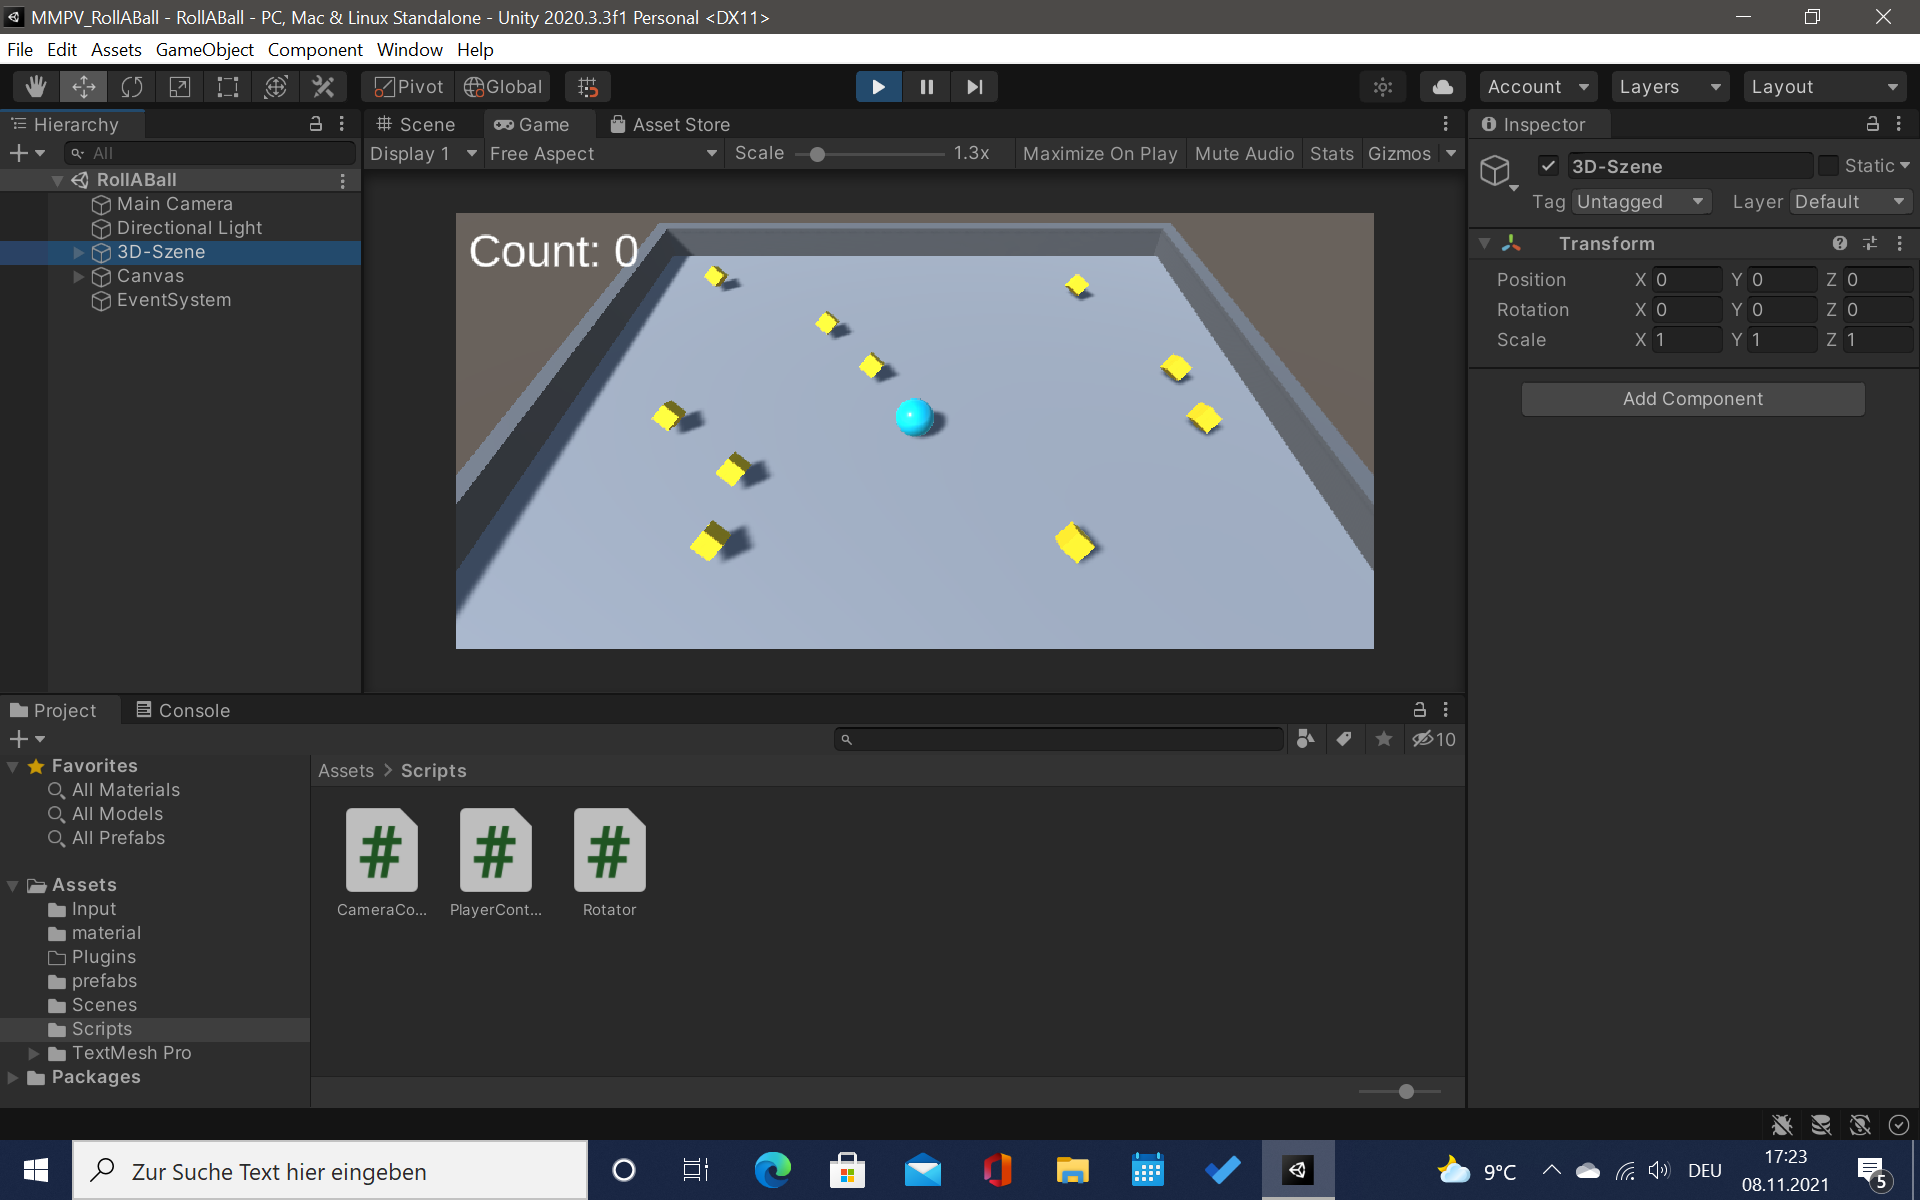 MMPV_RollABall - RollABall - PC, Mac & Linux Standalone - Unity 2020.3.3f1 Personal <DX11>
File Edit Assets GameObject Component Window Help
Pivot Global Account Layers Layout
Hierarchy
All
RollABall
Main Camera
Directional Light
3D-Szene
Canvas
EventSystem
Scene Game Asset Store
Display 1 Free Aspect Scale 1.3x Maximize On Play Mute Audio Stats Gizmos
Count: 0
Inspector
3D-Szene Static
Tag Untagged Layer Default
Transform
Position X 0 Y 0 Z 0
Rotation X 0 Y 0 Z 0
Scale X 1 Y 1 Z 1
Add Component
Project Console
10
Favorites
All Materials
All Models
All Prefabs
Assets
Input
material
Plugins
prefabs
Scenes
Scripts
TextMesh Pro
Packages
Assets > Scripts
# # #
CameraCo... PlayerCont... Rotator
Zur Suche Text hier eingeben
9°C DEU 17:23
08.11.2021
5